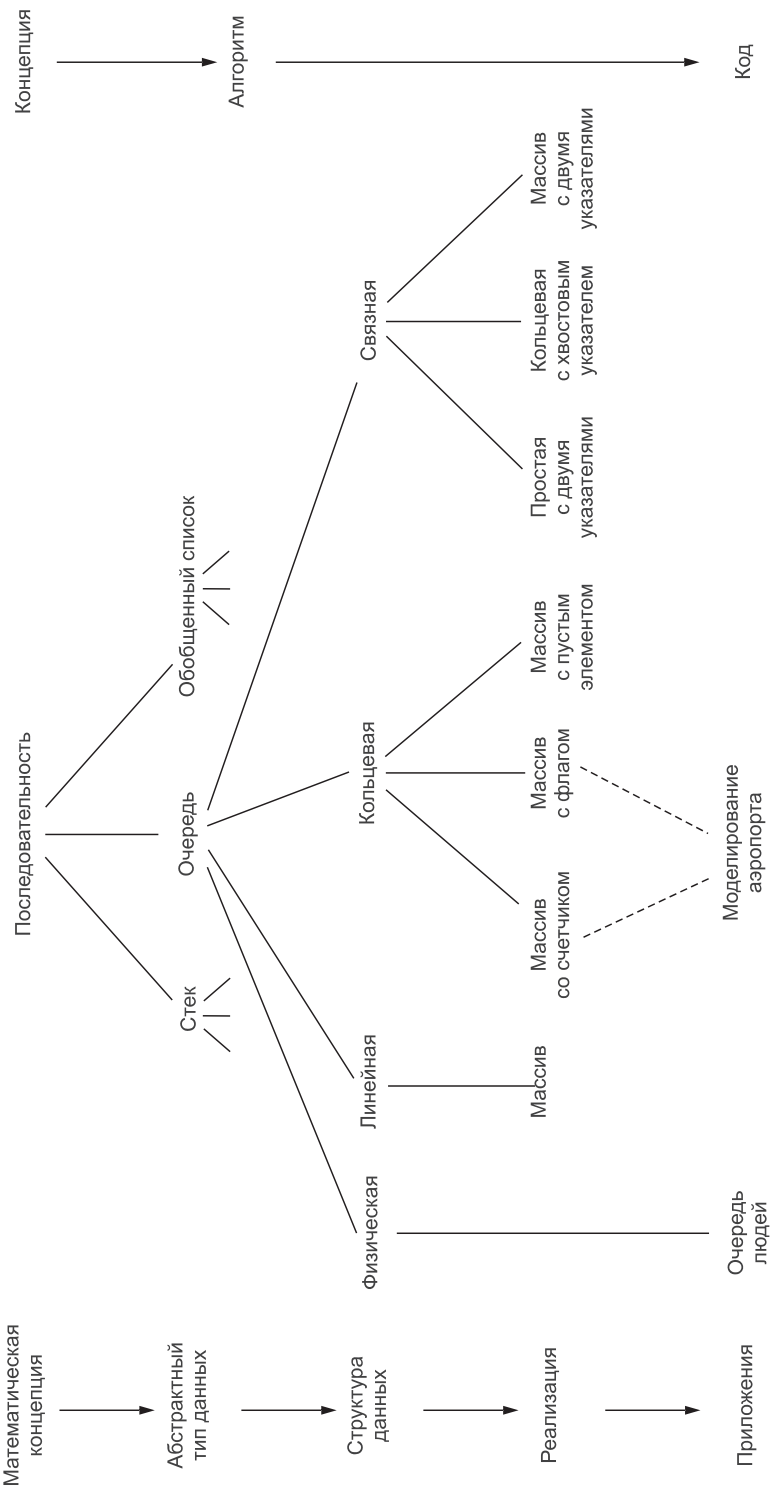 Математическая
концепция
Последовательность
Концепция
Абстрактный
тип данных
Стек
Очередь
Обобщенный список
Алгоритм
Структура
данных
Физическая
Линейная
Кольцевая
Связная
Реализация
Массив
Массив
со счетчиком
Массив
с флагом
Массив
с пустым
элементом
Простая
с двумя
указателями
Кольцевая
с хвостовым
указателем
Массив
с двумя
указателями
Приложения
Очередь
людей
Моделирование
аэропорта
Код